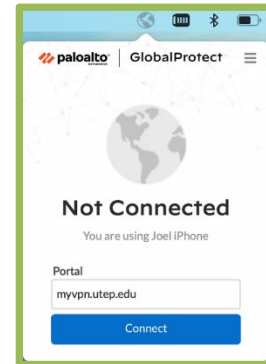 paloalto | GlobalProtect
Not Connected
You are using Joel iPhone
Portal
myvpn.utep.edu
Connect